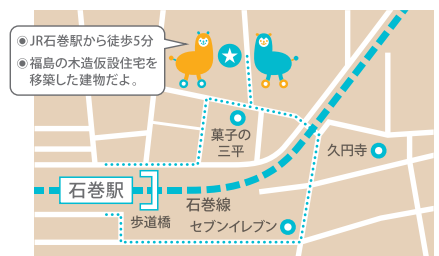 ◉JR石巻駅から徒歩5分
◉福島の木造仮設住宅を
移築した建物だよ。
菓子の
三平
久円寺
石巻駅
石巻線
歩道橋
セブンイレブン